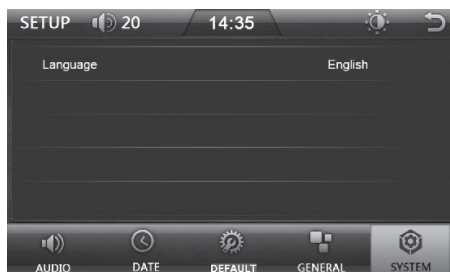 SETUP 20 14:35
Language English
AUDIO DATE DEFAULT GENERAL SYSTEM